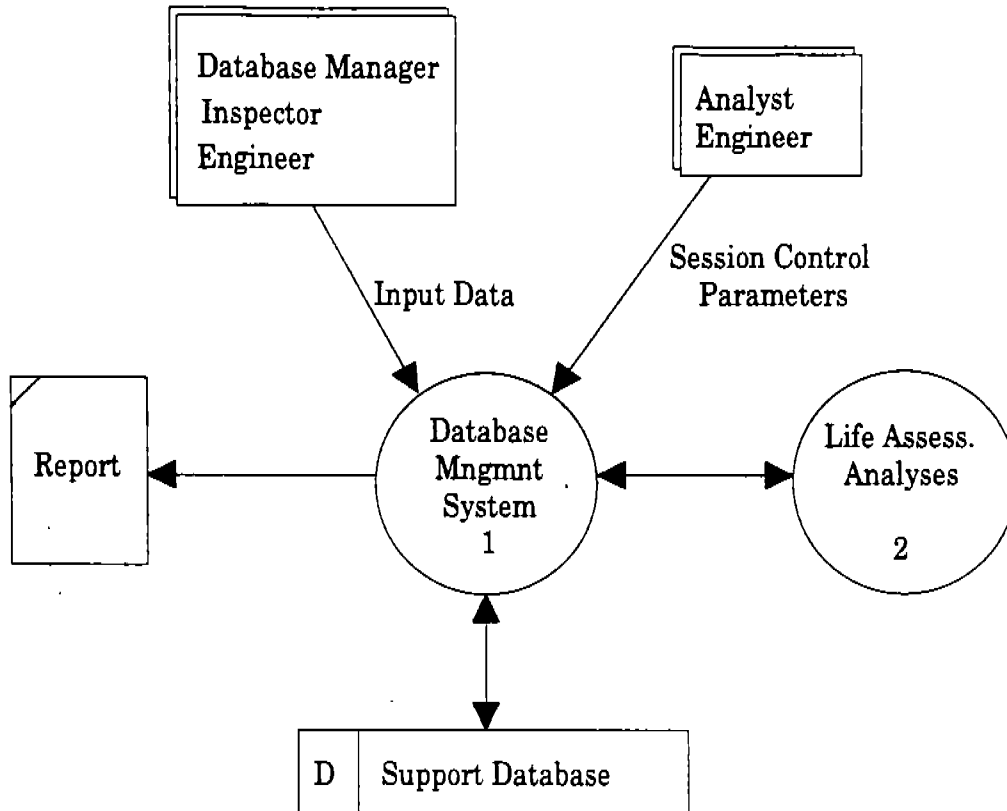 Database Manager
Inspector
Engineer
Analyst
Engineer
Input Data
Session Control
Parameters
Report
Database
Mngmnt
System
1
Life Assess.
Analyses
2
D
Support Database